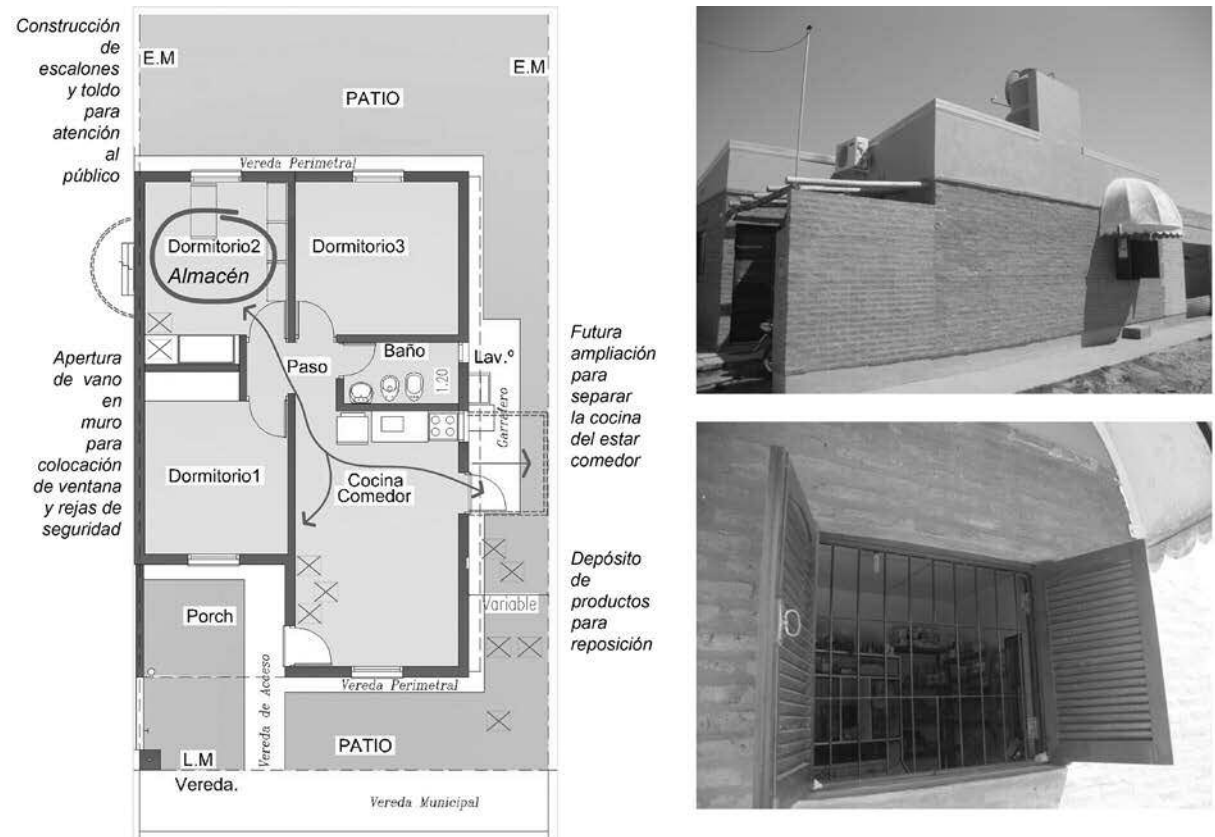 Construcción
de
escalones
y toldo
para
atención
al
público
E.M
E.M
PATIO
Vereda Perimetral
Dormitorio2
Almacén
Dormitorio3
Apertura
de vano
en
muro
para
colocación
de ventana
y rejas de
seguridad
Paso
Baño
1.20
Lav.º
Garradero
Futura
ampliación
para
separar
la cocina
del estar
comedor
Dormitorio1
Cocina
Comedor
Depósito
de
productos
para
reposición
Variable
Porch
Vereda de Acceso
Vereda Perimetral
PATIO
L.M
Vereda.
Vereda Municipal